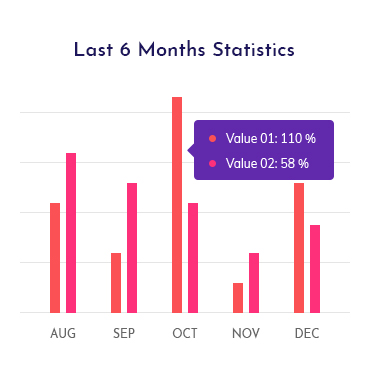 Last 6 Months Statistics
Value 01: 110 %
Value 02: 58 %
AUG SEP OCT NOV DEC